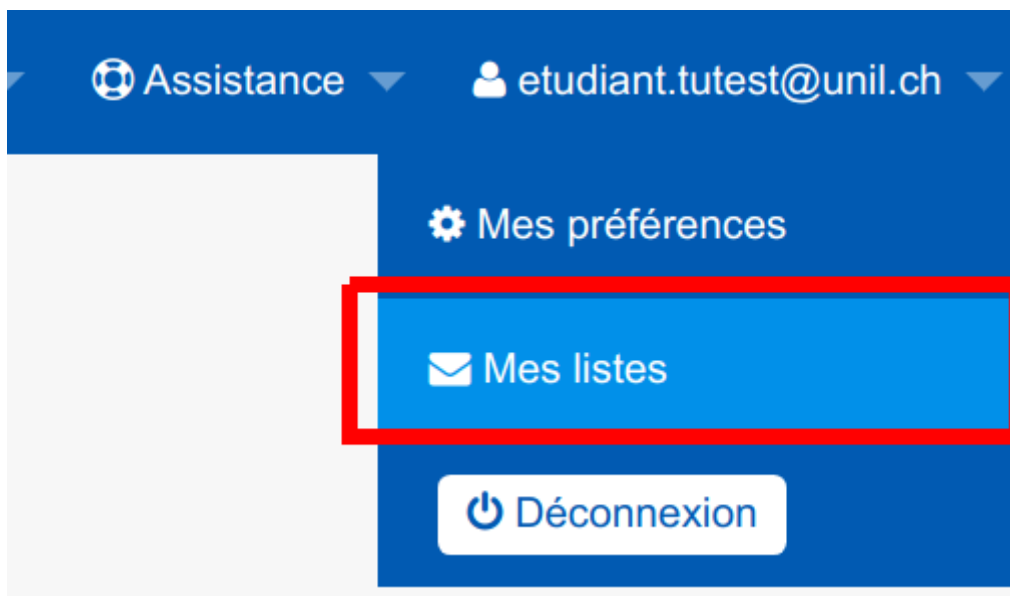 Assistance etudiant.tutest@unil.ch
Mes préférences
Mes listes
Déconnexion